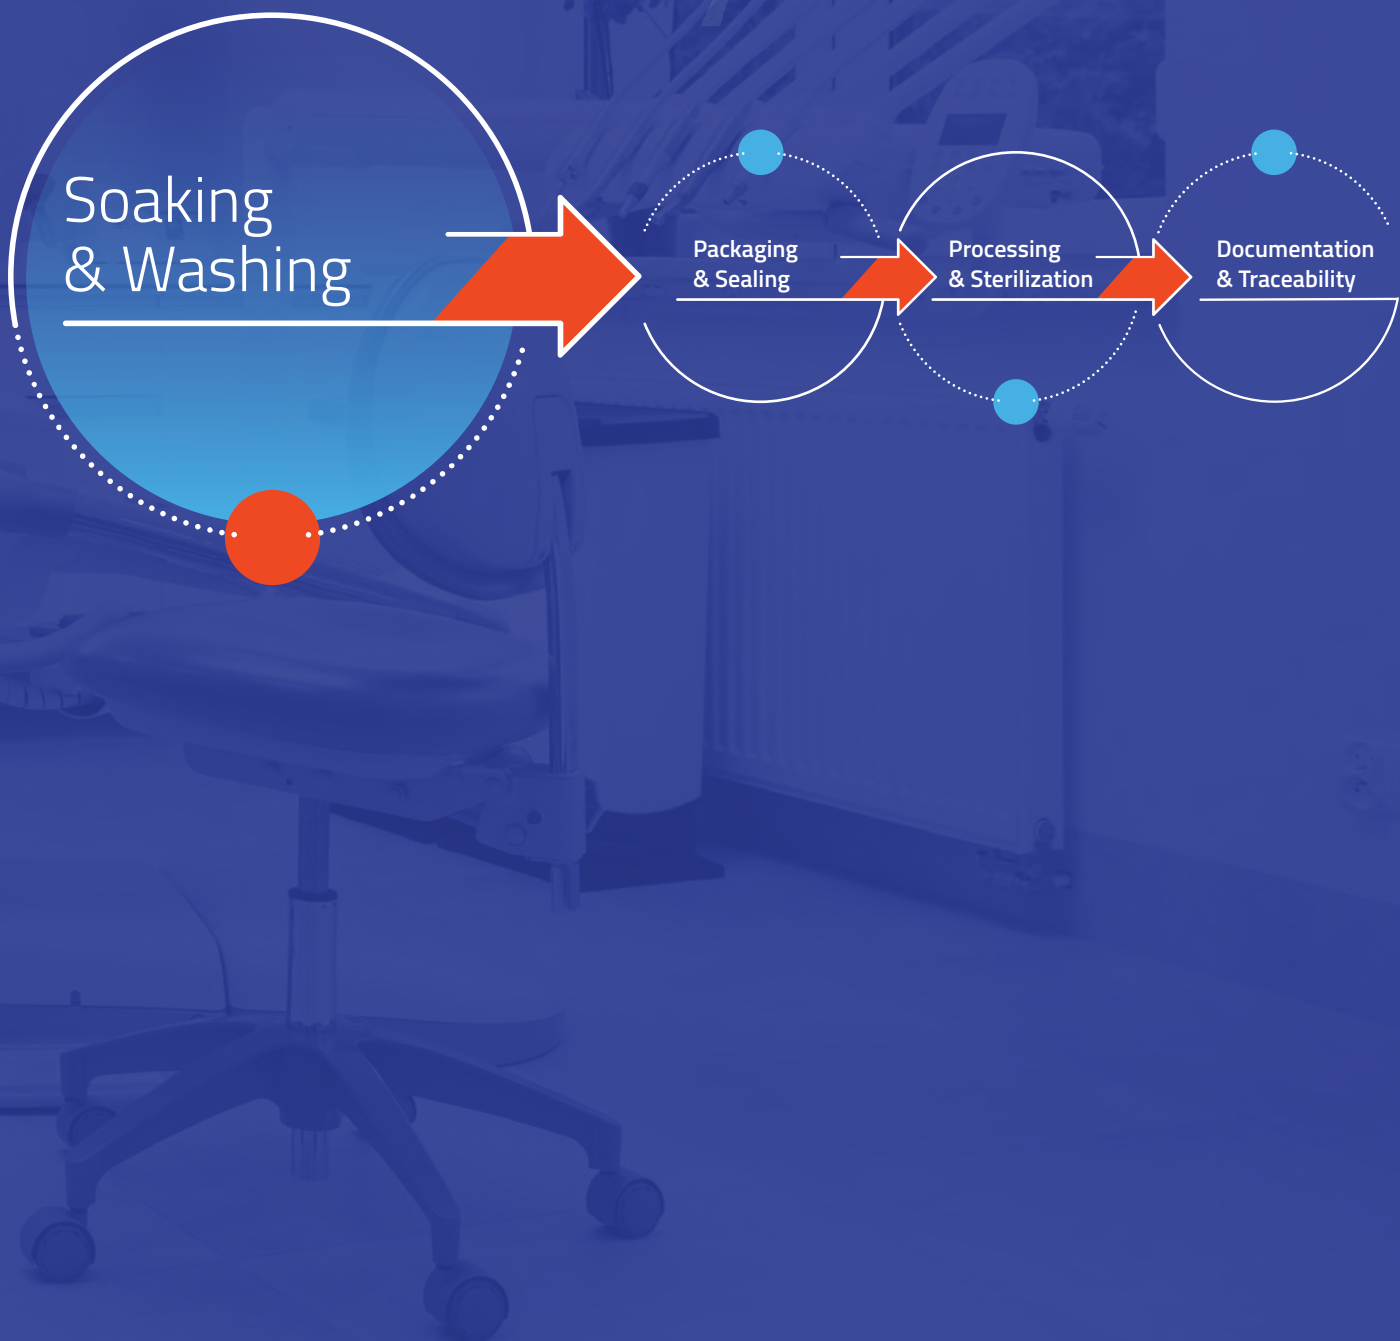 Soaking
& Washing
Packaging
& Sealing
Processing
& Sterilization
Documentation
& Traceability